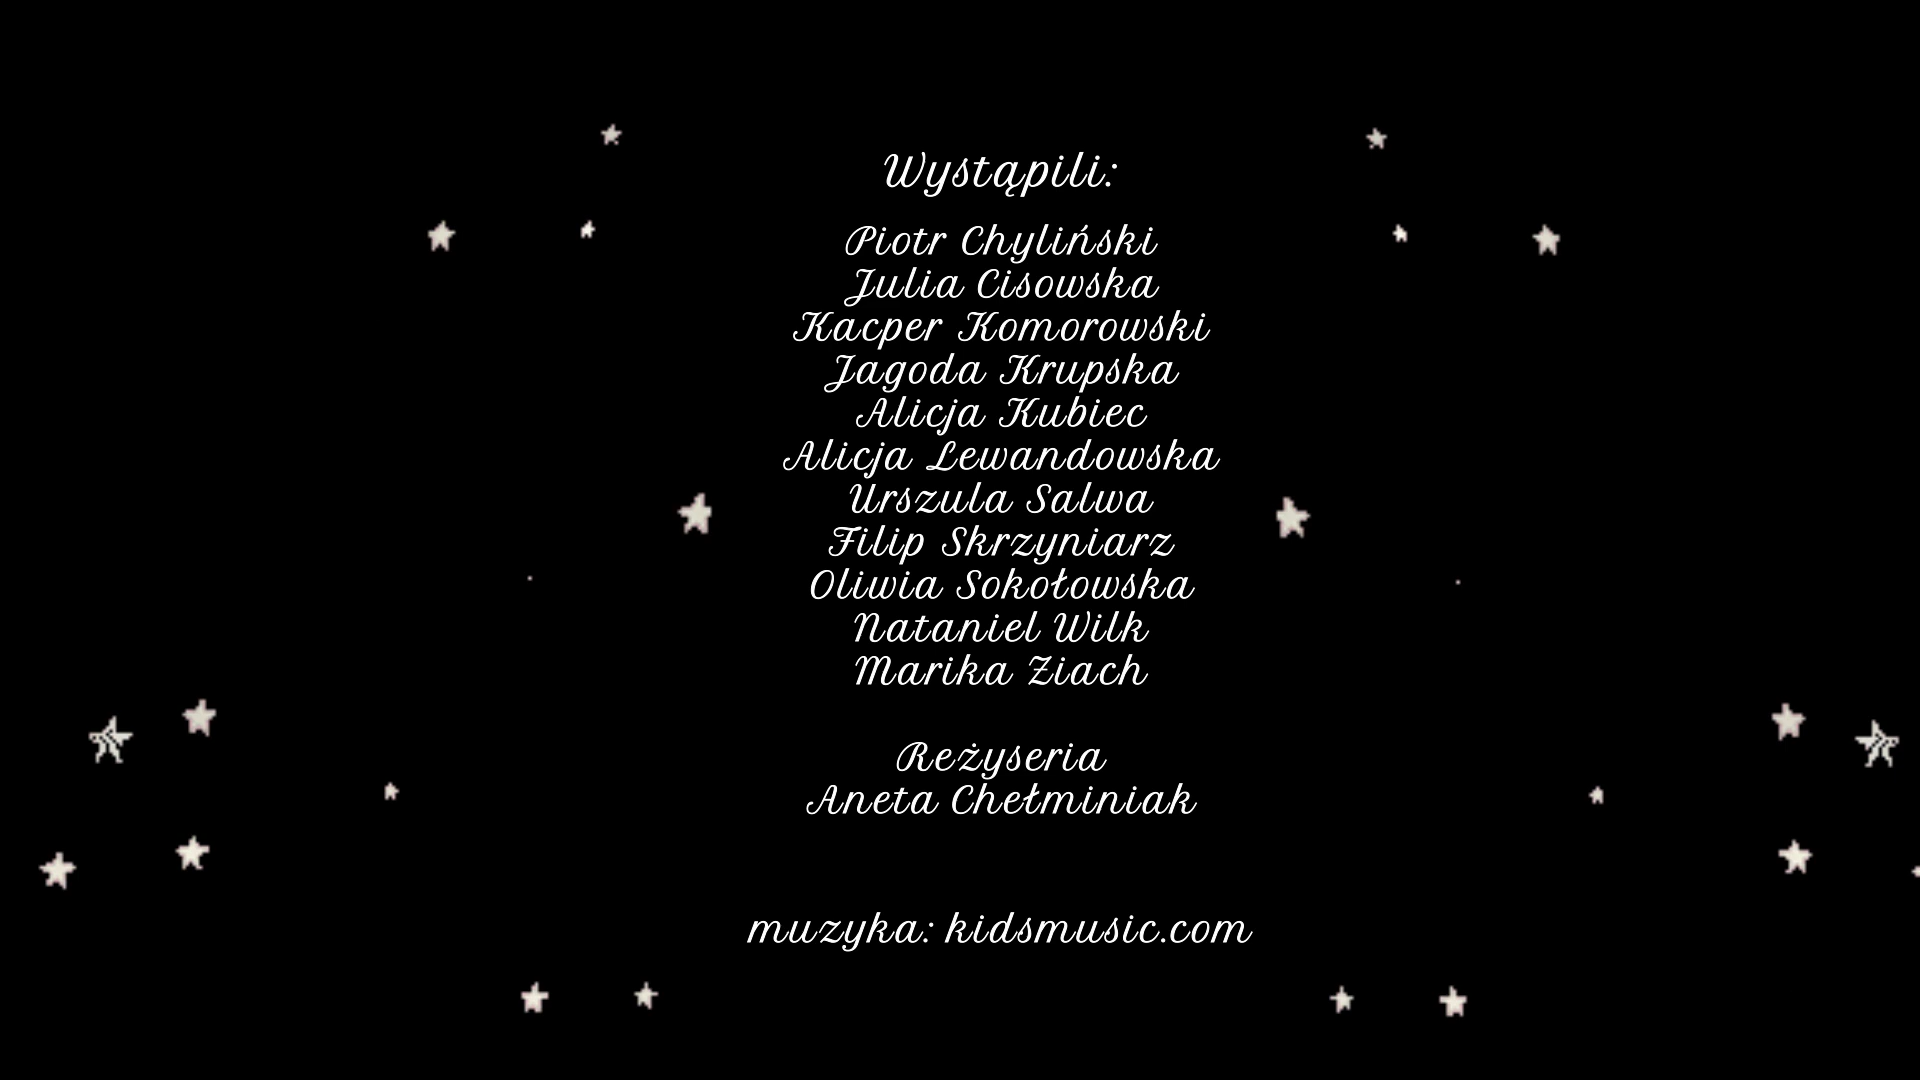 Wystąpili:
Piotr Chyliński
Julia Cisowska
Kacper Komorowski
Jagoda Krupska
Alicja Kubiec
Alicja Lewandowska
Urszula Salwa
Filip Skrzyniarz
Oliwia Sokołowska
Nataniel Wilk
Marika Ziach
Reżyseria
Aneta Chełminiak
muzyka: kidsmusic.com